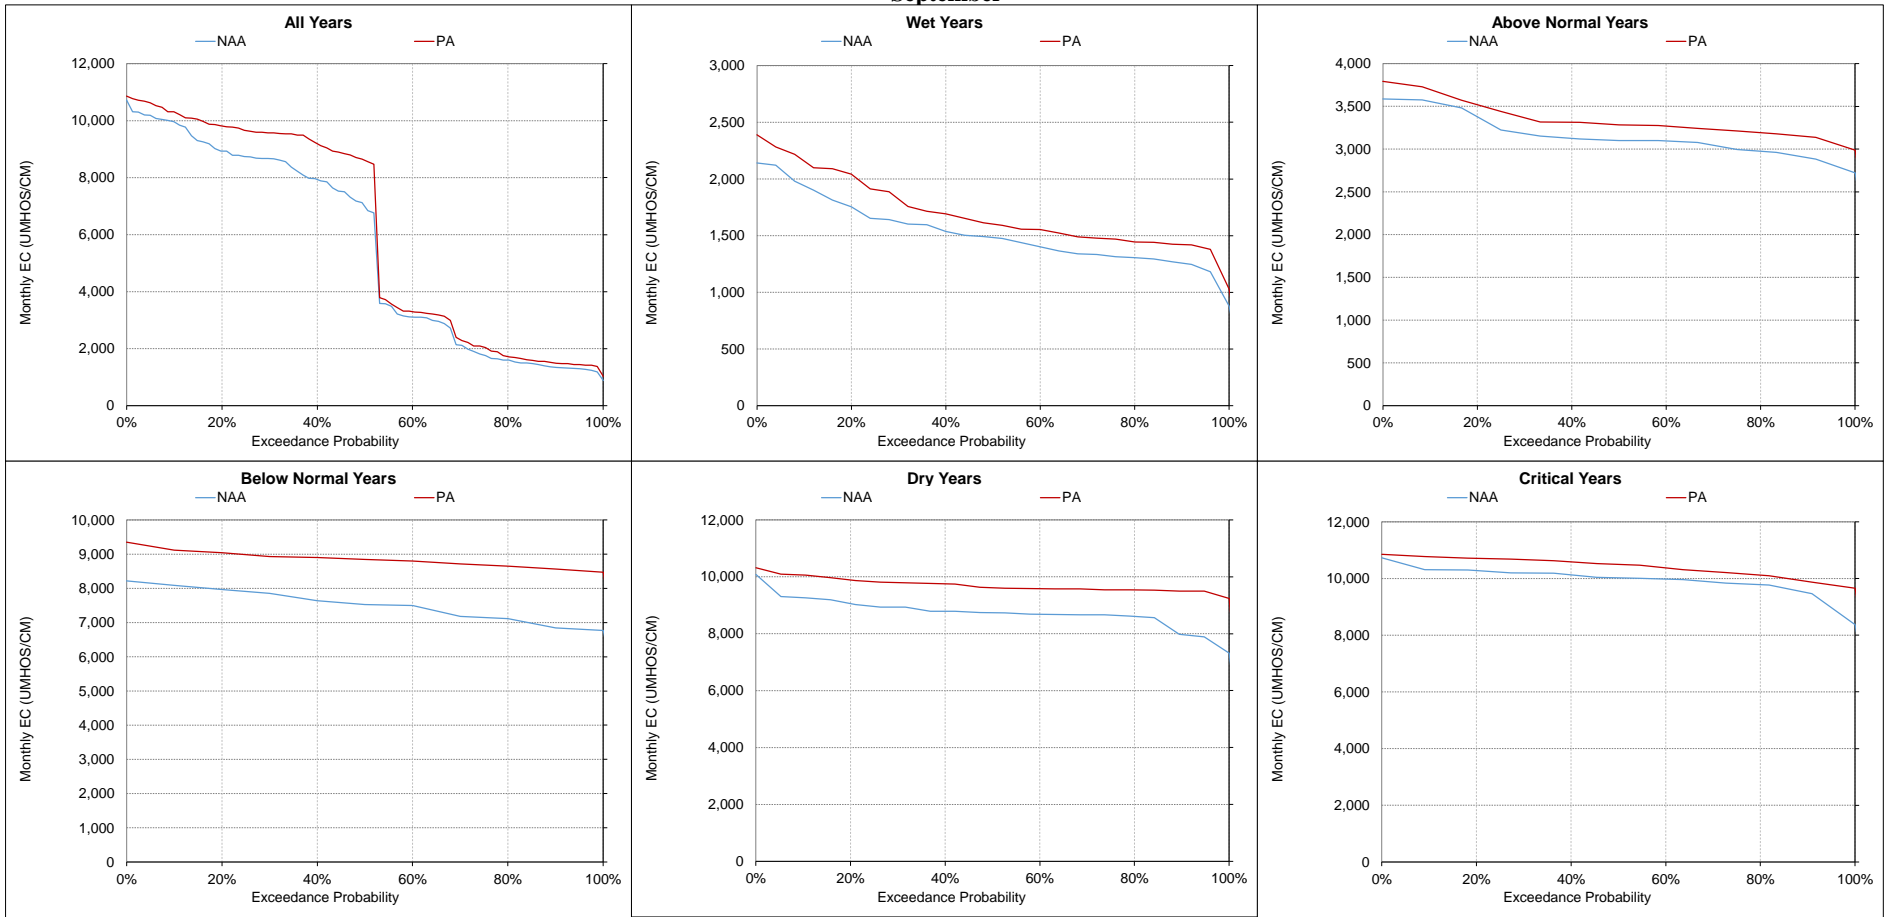 September
All Years
NAA PA
12,000
10,000
8,000
6,000
4,000
2,000
0
Monthly EC (UMHOS/CM)
0% 20% 40% 60% 80% 100%
Exceedance Probability
Wet Years
NAA PA
3,000
2,500
2,000
1,500
1,000
500
0
Monthly EC (UMHOS/CM)
0% 20% 40% 60% 80% 100%
Exceedance Probability
Above Normal Years
NAA PA
4,000
3,500
3,000
2,500
2,000
1,500
1,000
500
0
Monthly EC (UMHOS/CM)
0% 20% 40% 60% 80% 100%
Exceedance Probability
Below Normal Years
NAA PA
10,000
9,000
8,000
7,000
6,000
5,000
4,000
3,000
2,000
1,000
0
Monthly EC (UMHOS/CM)
0% 20% 40% 60% 80% 100%
Exceedance Probability
Dry Years
NAA PA
12,000
10,000
8,000
6,000
4,000
2,000
0
Monthly EC (UMHOS/CM)
0% 20% 40% 60% 80% 100%
Exceedance Probability
Critical Years
NAA PA
12,000
10,000
8,000
6,000
4,000
2,000
0
Monthly EC (UMHOS/CM)
0% 20% 40% 60% 80% 100%
Exceedance Probability